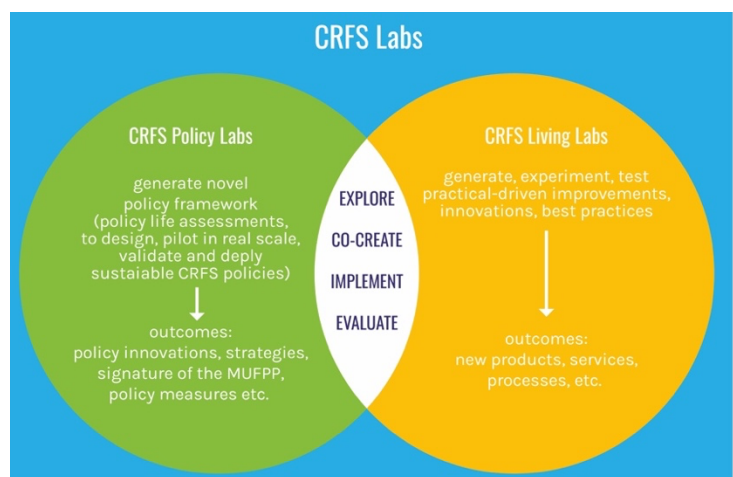 CRFS Labs
CRFS Policy Labs
generate novel
policy framework
(policy life assessments,
to design, pilot in real scale,
validate and deply
sustaiable CRFS policies)
outcomes:
policy innovations, strategies,
signature of the MUFPP,
policy measures etc.
EXPLORE
CO-CREATE
IMPLEMENT
EVALUATE
CRFS Living Labs
generate, experiment, test
practical-driven improvements,
innovations, best practices
outcomes:
new products, services,
processes, etc.